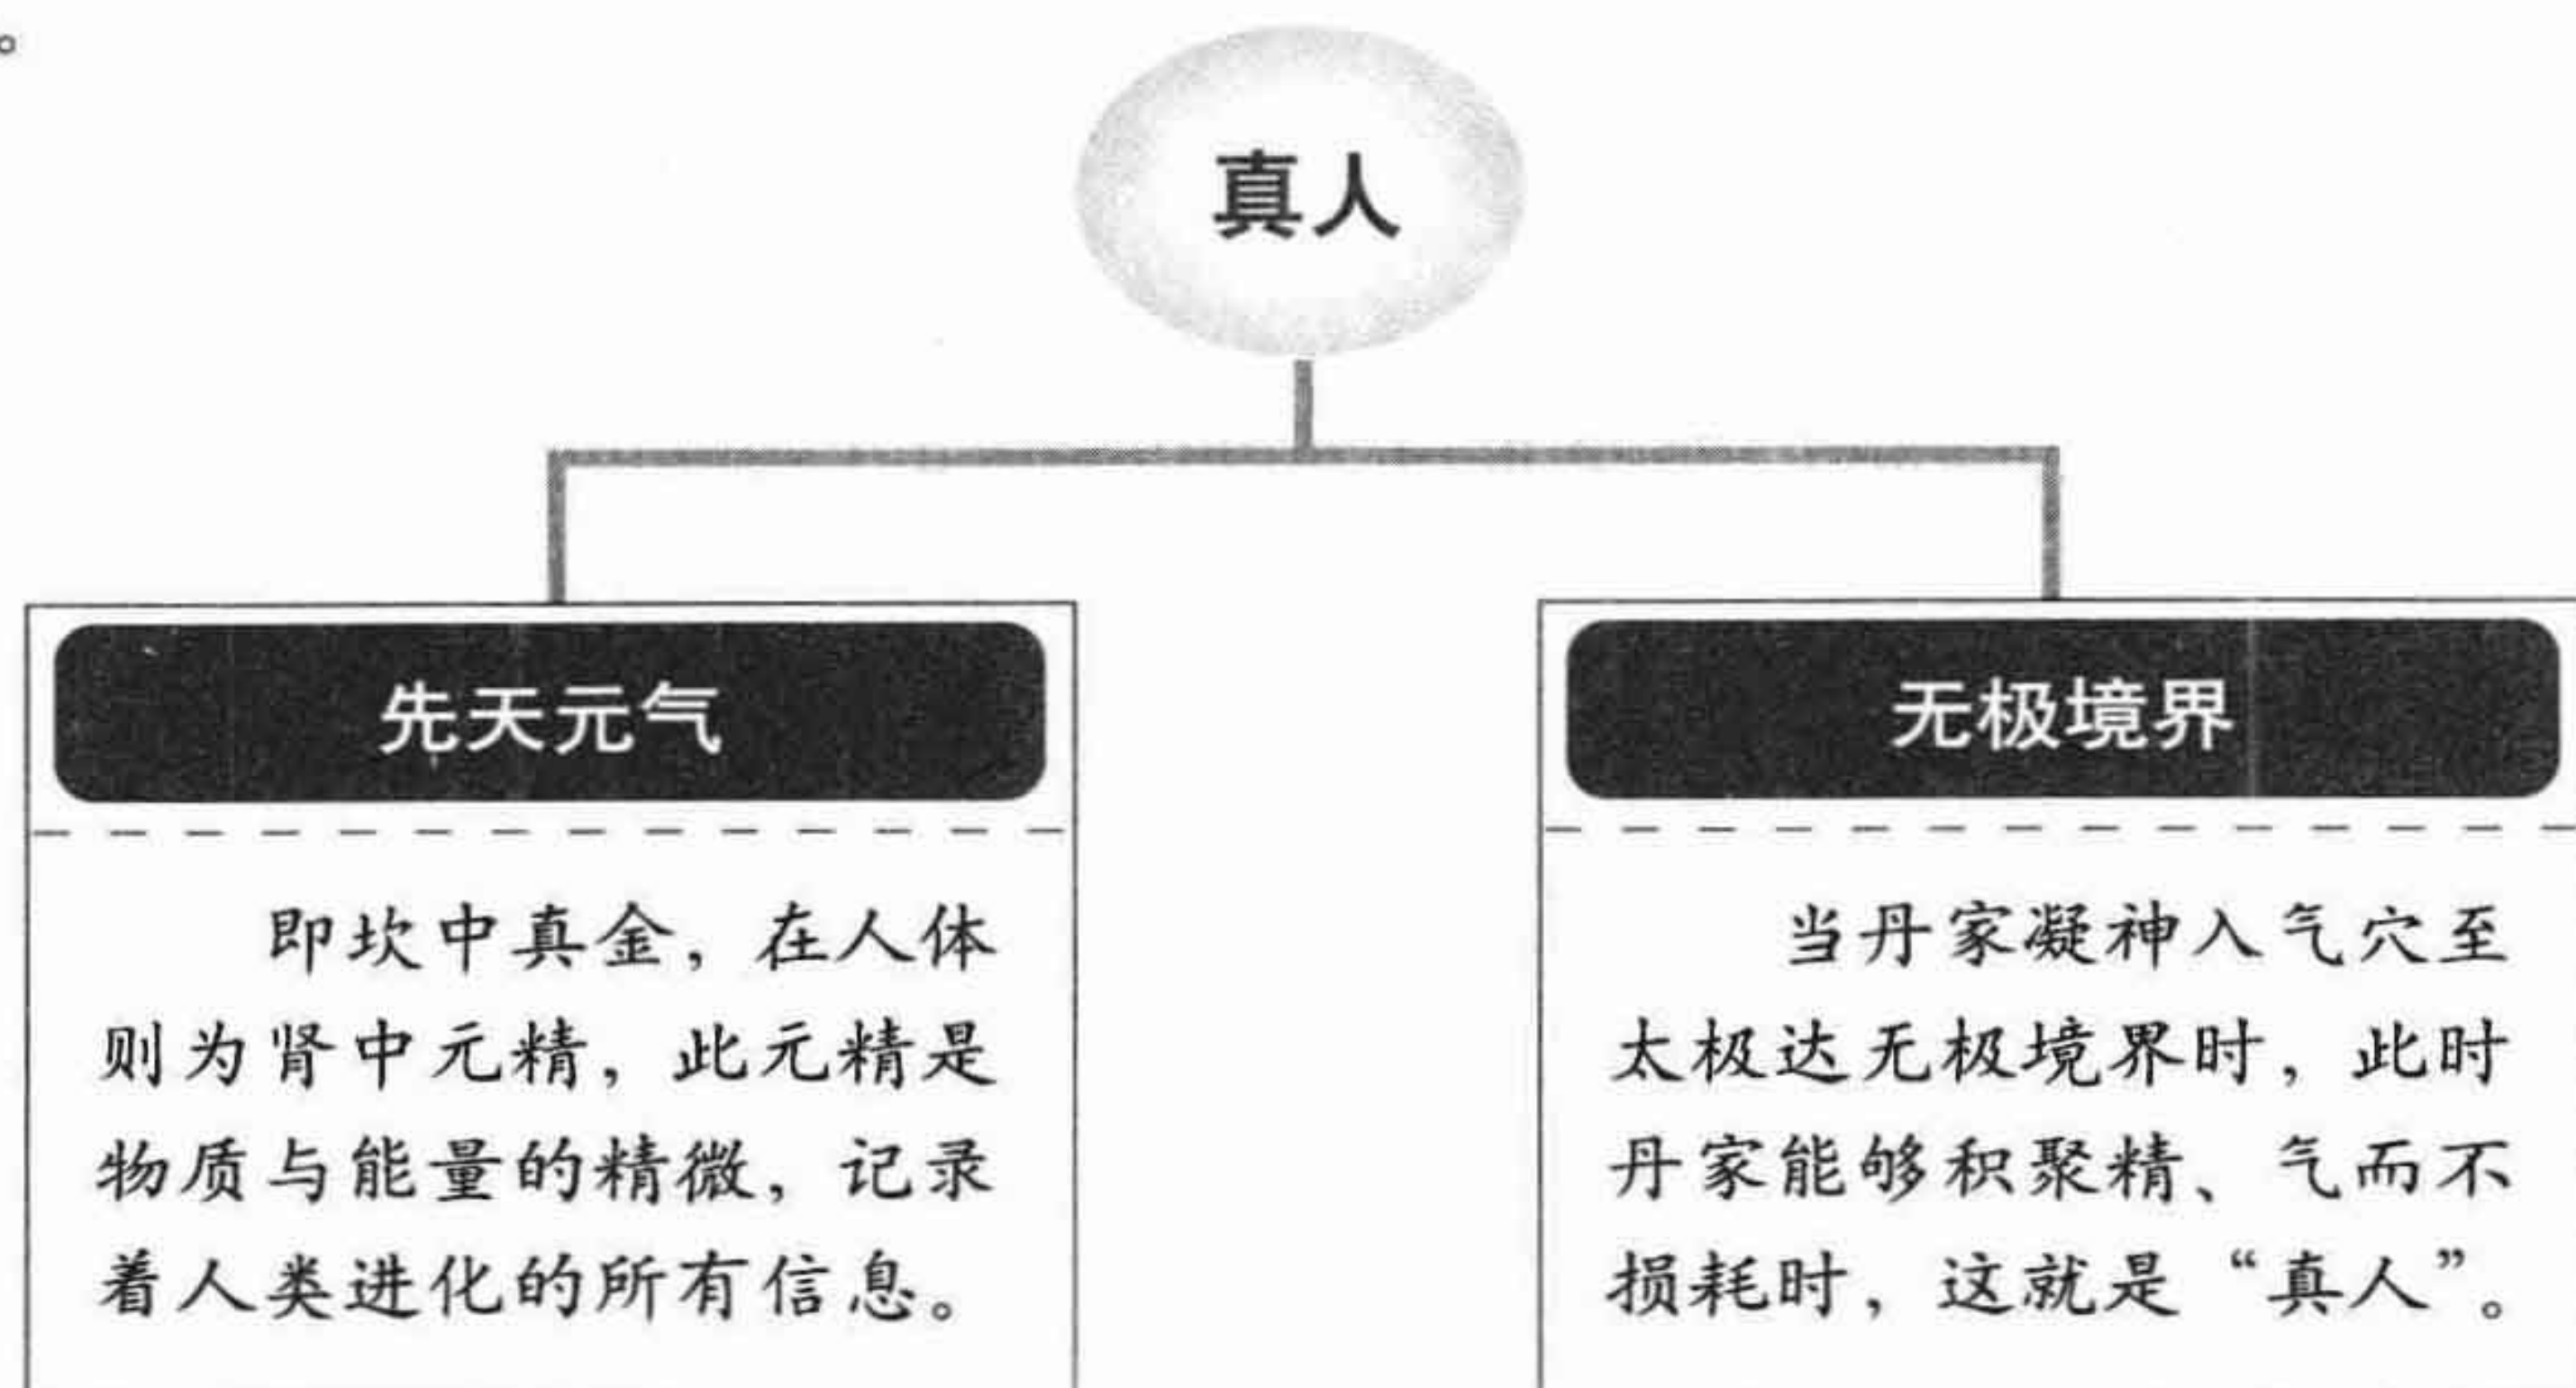 。
真人
先天元气
即坎中真金，在人体
则为肾中元精，此元精是
物质与能量的精微，记录
着人类进化的所有信息。
无极境界
当丹家凝神入气穴至
太极达无极境界时，此时
丹家能够积聚精、气而不
损耗时，这就是“真人”。